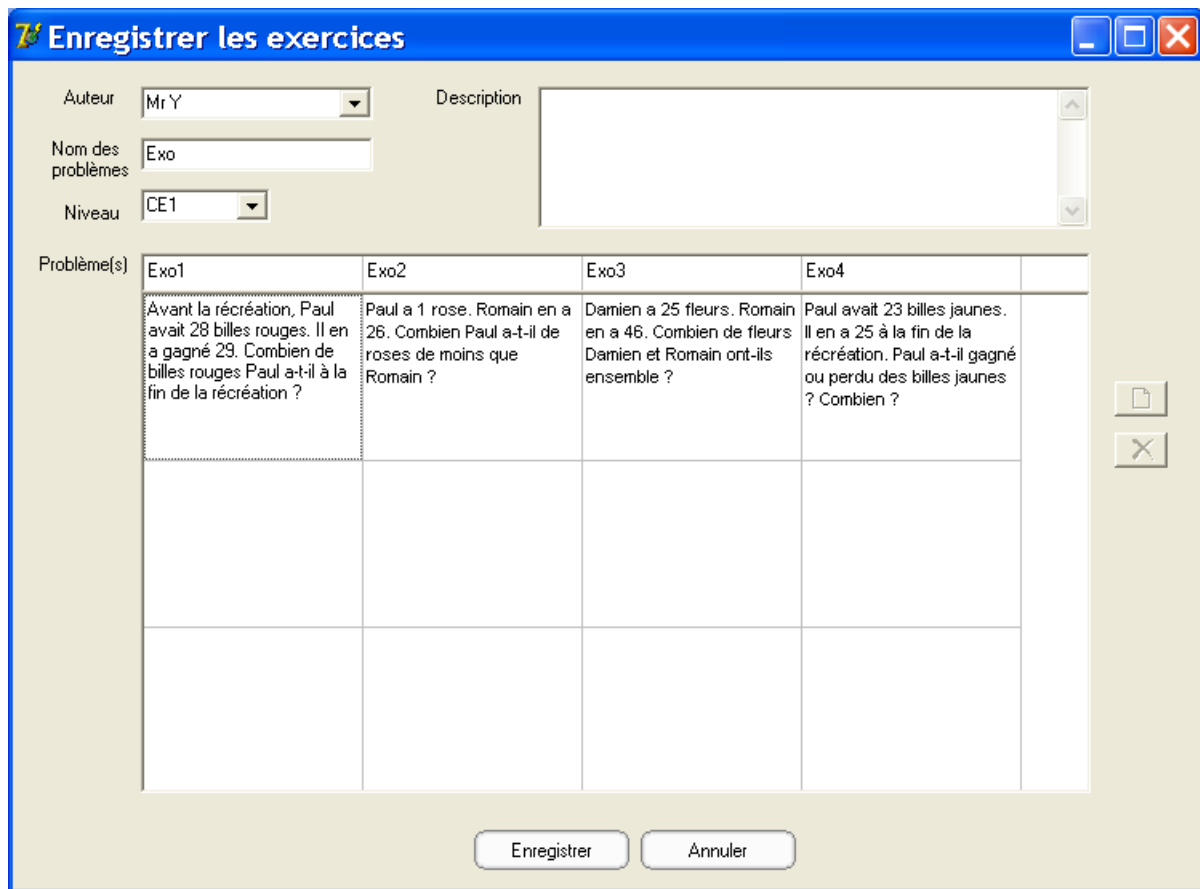 Enregistrer les exercices
Auteur
Mr Y
Description
Nom des
problèmes
Exo
Niveau
CE1
Problème(s)
Exo1
Exo2
Exo3
Exo4
Avant la récréation, Paul
avait 28 billes rouges. Il en
a gagné 29. Combien de
billes rouges Paul a-t-il à la
fin de la récréation ?
Paul a 1 rose. Romain en a
26. Combien Paul a-t-il de
roses de moins que
Romain ?
Damien a 25 fleurs. Romain
en a 46. Combien de fleurs
Damien et Romain ont-ils
ensemble ?
Paul avait 23 billes jaunes.
Il en a 25 à la fin de la
récréation. Paul a-t-il gagné
ou perdu des billes jaunes
? Combien ?
Enregistrer
Annuler